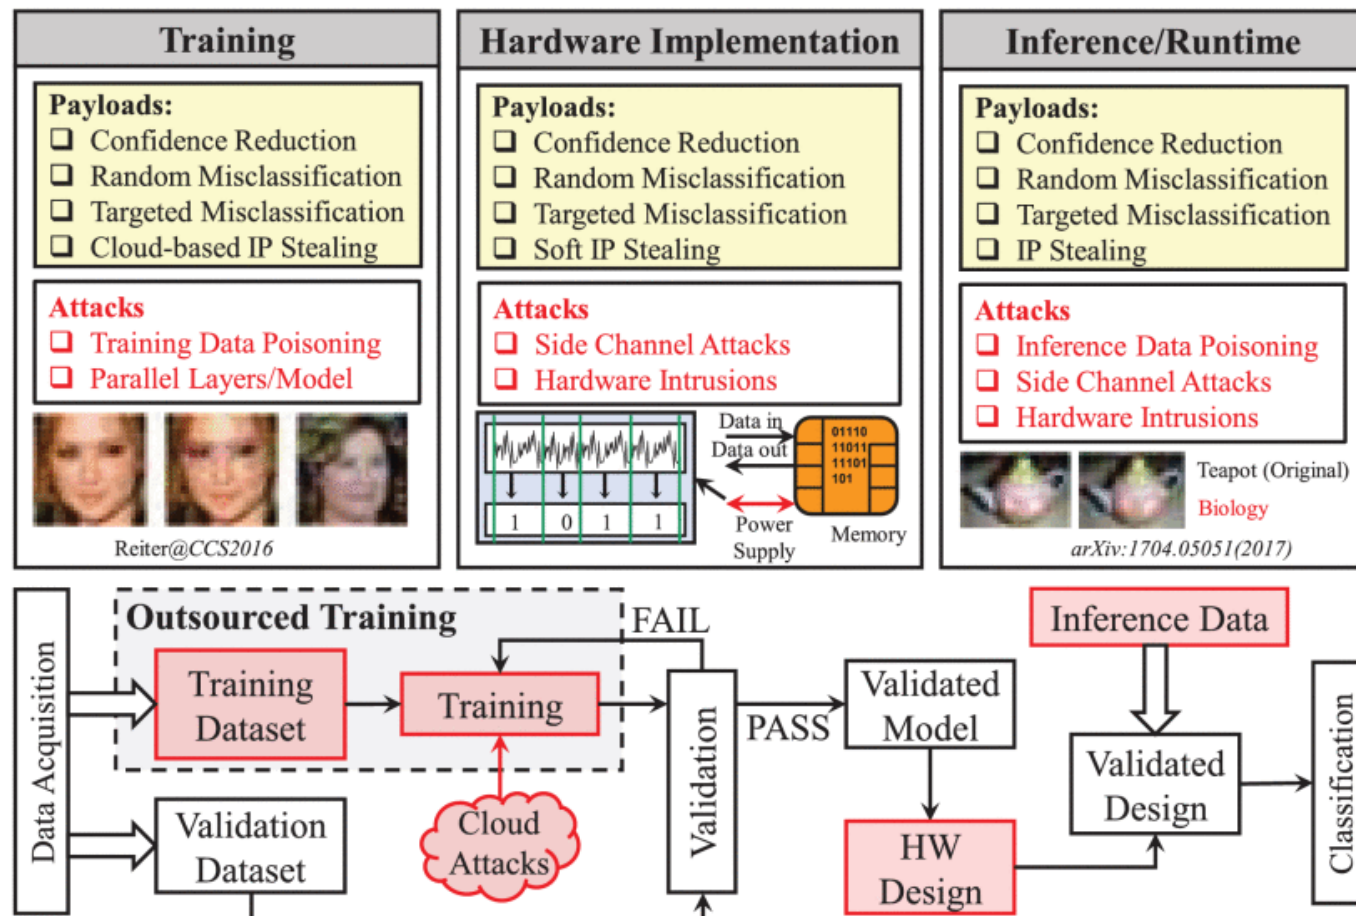 Training
Payloads:
Confidence Reduction
Random Misclassification
Targeted Misclassification
Cloud-based IP Stealing
Attacks
Training Data Poisoning
Parallel Layers/Model
Reiter@CCS2016
Hardware Implementation
Payloads:
Confidence Reduction
Random Misclassification
Targeted Misclassification
Soft IP Stealing
Attacks
Side Channel Attacks
Hardware Intrusions
1 0 1 1
Data in
Data out
Power
Supply
01110
11011
11101
101
Memory
Inference/Runtime
Payloads:
Confidence Reduction
Random Misclassification
Targeted Misclassification
IP Stealing
Attacks
Inference Data Poisoning
Side Channel Attacks
Hardware Intrusions
Teapot (Original)
Biology
arXiv:1704.05051(2017)
Data Acquisition
Outsourced Training
Training
Dataset
Training
Cloud
Attacks
Validation
Dataset
FAIL
Validation
PASS
Validated
Model
HW
Design
Inference Data
Validated
Design
Classification